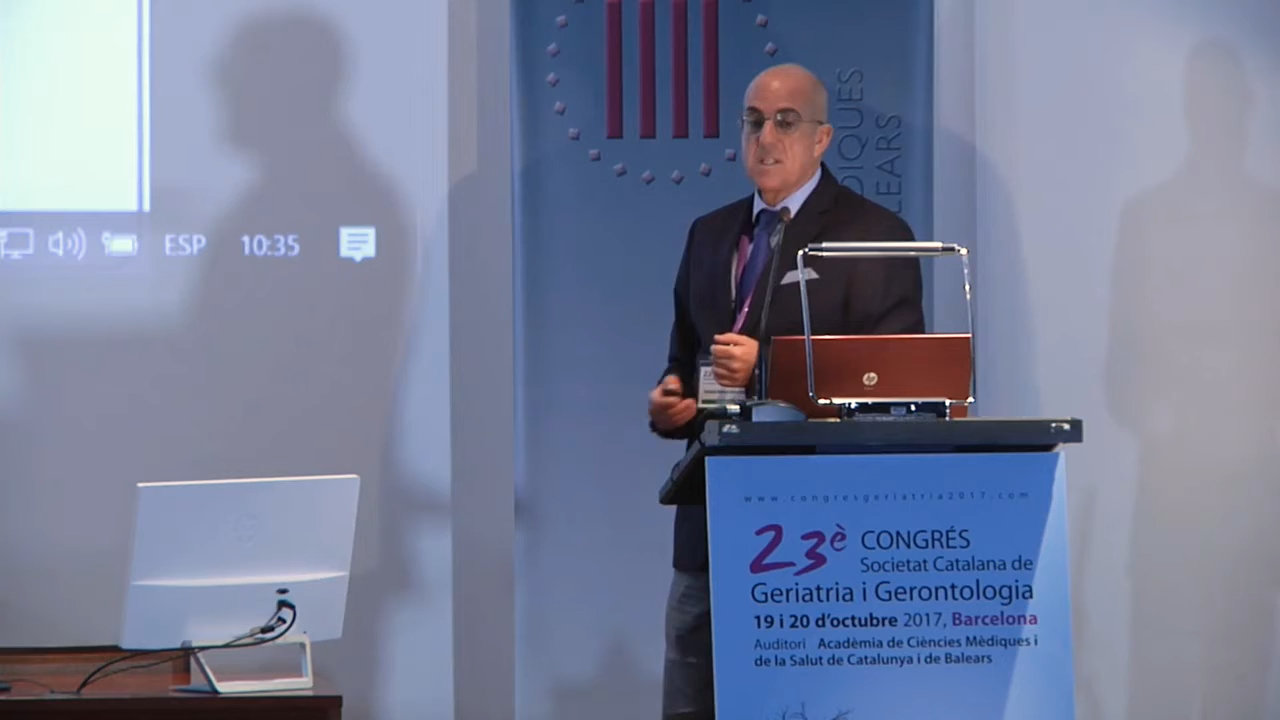 DIQUES
LEARS
ESP 10:35
hp
www.congresgeriatria2017.com
23è CONGRÉS
Societat Catalana de
Geriatria i Gerontologia
19 i 20 d'octubre 2017, Barcelona
Auditori Acadèmia de Ciències Mèdiques i
de la Salut de Catalunya i de Balears